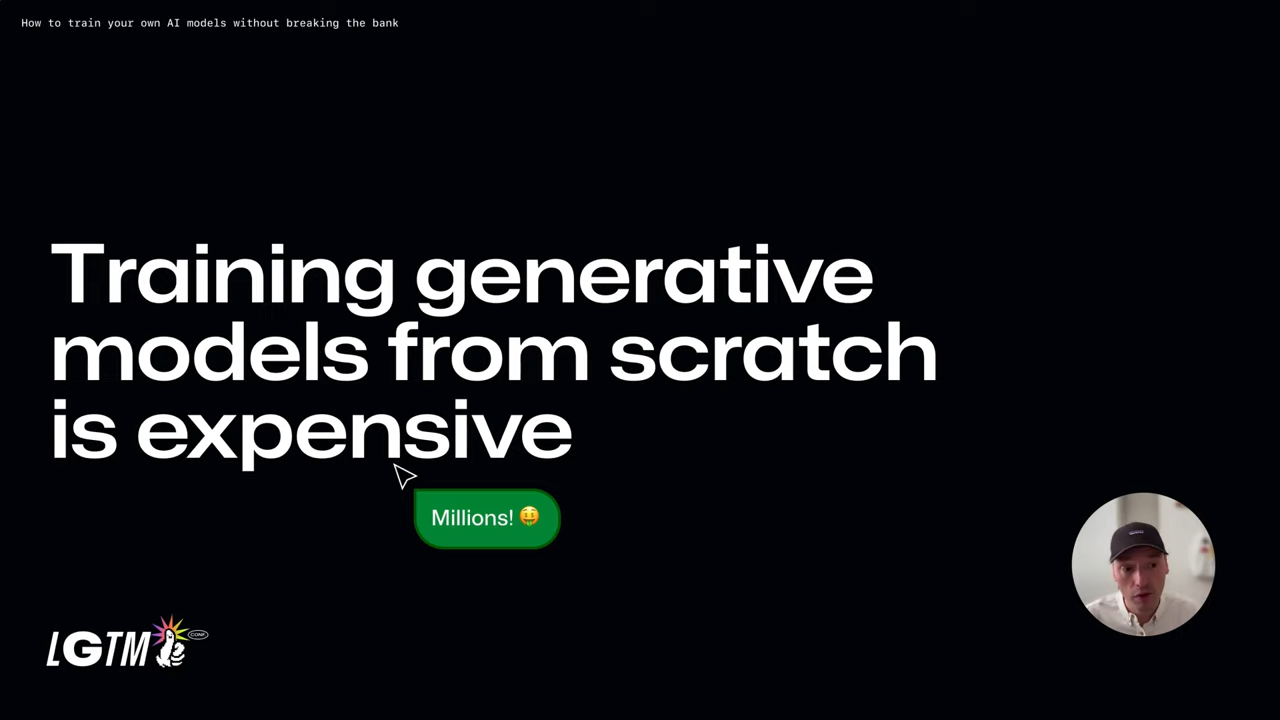 How to train your own AI models without breaking the bank
Training generative
models from scratch
is expensive
Millions! 🤑
LGTM
CONF